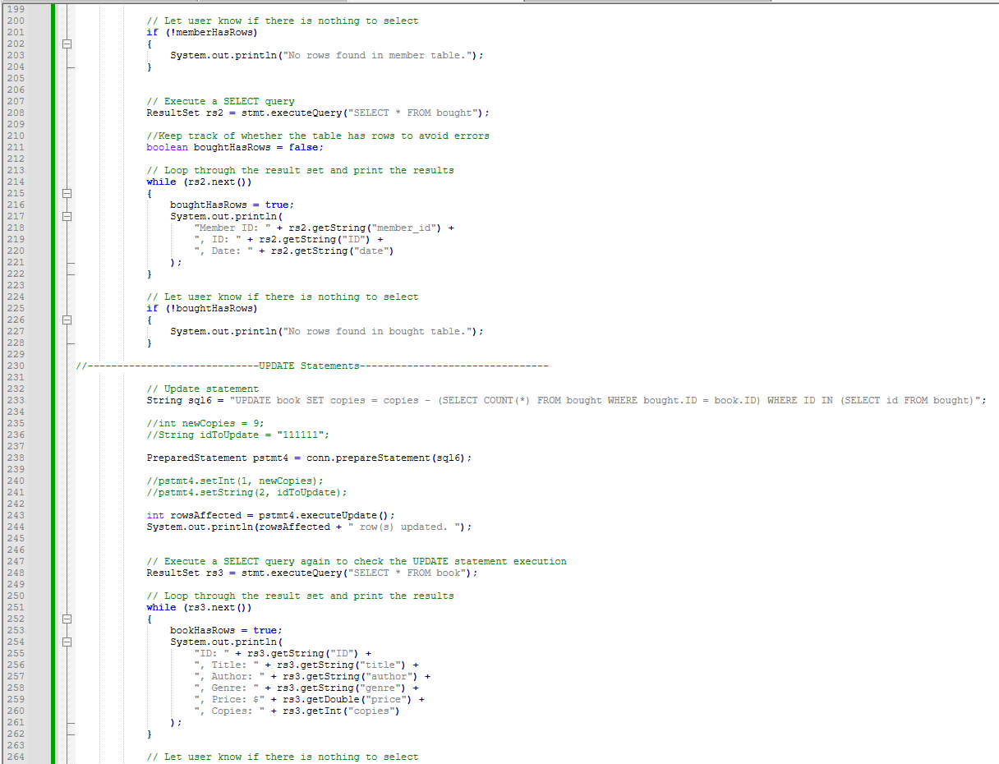 199
200 // Let user know if there is nothing to select
201 if (!memberHasRows)
202 {
203 System.out.println("No rows found in member table.");
204 }
205
206
207 // Execute a SELECT query
208 ResultSet rs2 = stmt.executeQuery("SELECT * FROM bought");
209
210 //Keep track of whether the table has rows to avoid errors
211 boolean boughtHasRows = false;
212
213 // Loop through the result set and print the results
214 while (rs2.next())
215 {
216 boughtHasRows = true;
217 System.out.println(
218 "Member ID: " + rs2.getString("member_id") +
219 ", ID: " + rs2.getString("ID") +
220 ", Date: " + rs2.getString("date")
221 );
222 }
223
224 // Let user know if there is nothing to select
225 if (!boughtHasRows)
226 {
227 System.out.println("No rows found in bought table.");
228 }
229
230 //-----------------------------UPDATE Statements--------------------------------
231
232 // Update statement
233 String sql6 = "UPDATE book SET copies = copies - (SELECT COUNT(*) FROM bought WHERE bought.ID = book.ID) WHERE ID IN (SELECT id FROM bought)";
234
235 //int newCopies = 9;
236 //String idToUpdate = "111111";
237
238 PreparedStatement pstmt4 = conn.prepareStatement(sql6);
239
240 //pstmt4.setInt(1, newCopies);
241 //pstmt4.setString(2, idToUpdate);
242
243 int rowsAffected = pstmt4.executeUpdate();
244 System.out.println(rowsAffected + " row(s) updated. ");
245
246
247 // Execute a SELECT query again to check the UPDATE statement execution
248 ResultSet rs3 = stmt.executeQuery("SELECT * FROM book");
249
250 // Loop through the result set and print the results
251 while (rs3.next())
252 {
253 bookHasRows = true;
254 System.out.println(
255 "ID: " + rs3.getString("ID") +
256 ", Title: " + rs3.getString("title") +
257 ", Author: " + rs3.getString("author") +
258 ", Genre: " + rs3.getString("genre") +
259 ", Price: $" + rs3.getDouble("price") +
260 ", Copies: " + rs3.getInt("copies")
261 );
262 }
263
264 // Let user know if there is nothing to select